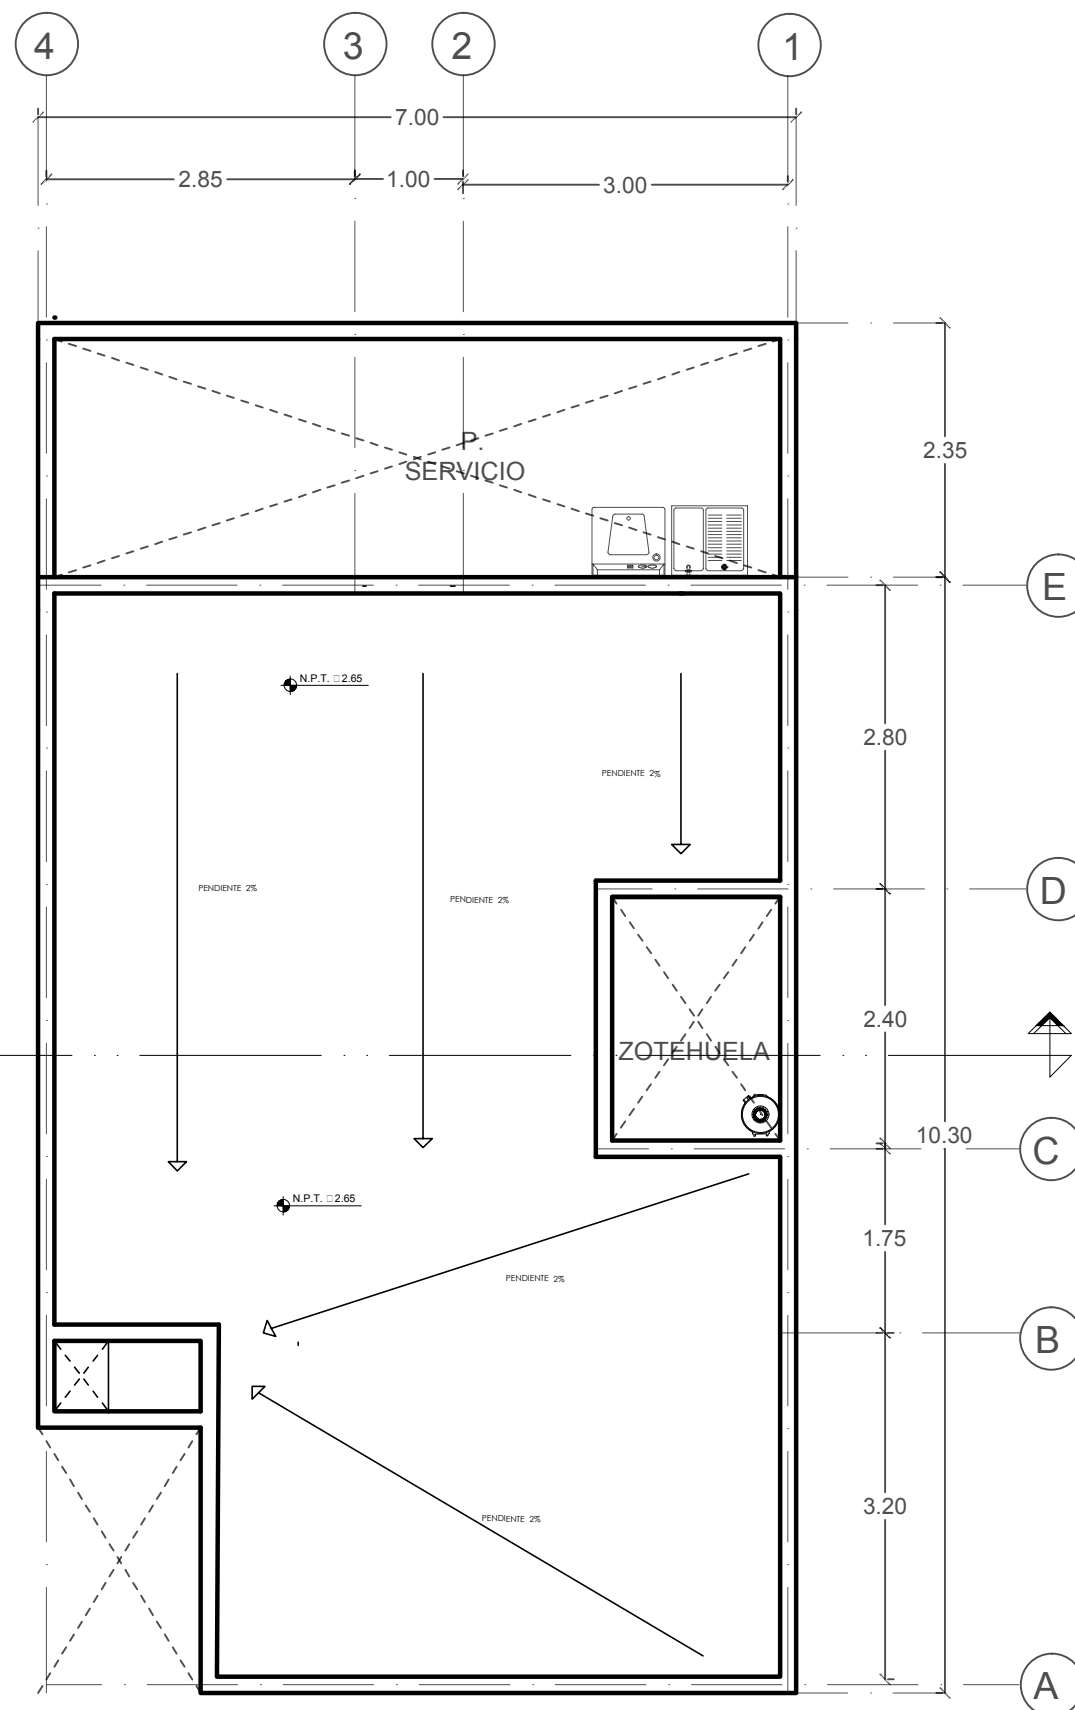 4
3
2
1
7.00
2.85
1.00
3.00
P.
SERVICIO
2.35
E
N.P.T. □ 2.65
2.80
PENDIENTE 2%
PENDIENTE 2%
PENDIENTE 2%
D
2.40
ZOTEHUELA
10.30
C
N.P.T. □ 2.65
1.75
PENDIENTE 2%
B
3.20
PENDIENTE 2%
A